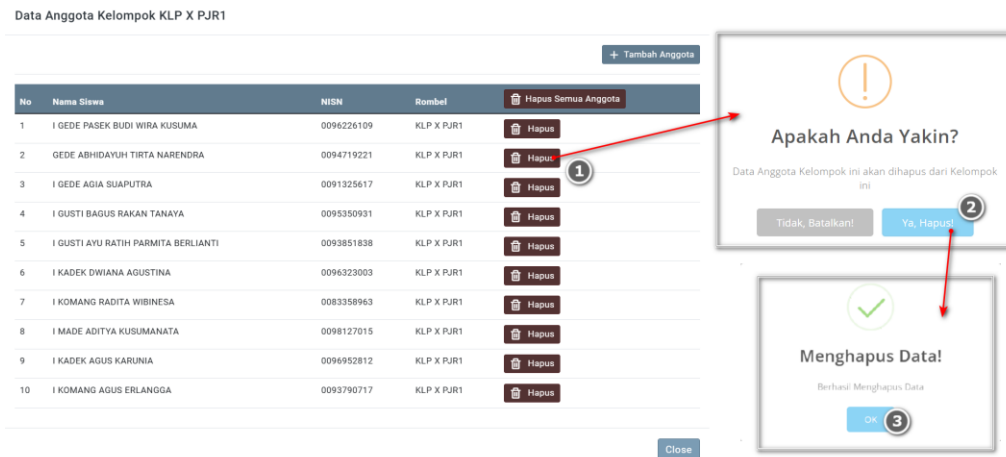 Data Anggota Kelompok KLP X PJR1
+ Tambah Anggota
No Nama Siswa NISN Rombel Hapus Semua Anggota
1 I GEDE PASEK BUDI WIRA KUSUMA 0096226109 KLP X PJR1 Hapus
2 GEDE ABHIDAYUH TIRTA NARENDRA 0094719221 KLP X PJR1 Hapus
3 I GEDE AGIA SUAPUTRA 0091325617 KLP X PJR1 Hapus
4 I GUSTI BAGUS RAKAN TANAYA 0095350931 KLP X PJR1 Hapus
5 I GUSTI AYU RATIH PARMITA BERLIANTI 0093851838 KLP X PJR1 Hapus
6 I KADEK DWIANA AGUSTINA 0096323003 KLP X PJR1 Hapus
7 I KOMANG RADITA WIBINESA 0083358963 KLP X PJR1 Hapus
8 I MADE ADITYA KUSUMANATA 0098127015 KLP X PJR1 Hapus
9 I KADEK AGUS KARUNIA 0096952812 KLP X PJR1 Hapus
10 I KOMANG AGUS ERLANGGA 0093790717 KLP X PJR1 Hapus
Close
1
Apakah Anda Yakin?
Data Anggota Kelompok ini akan dihapus dari Kelompok
ini
Tidak, Batalkan! Ya, Hapus! 2
Menghapus Data!
Berhasil Menghapus Data
OK 3